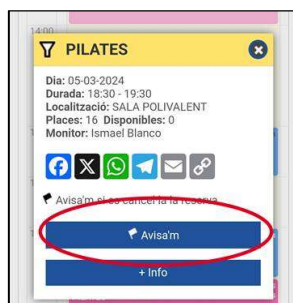 14:00
PILATES
Dia: 05-03-2024
Durada: 18:30 - 19:30
Localització: SALA POLIVALENT
Places: 16 Disponibles: 0
Monitor: Ismael Blanco
Avisa'm si es cancel·la la reserva
Avisa'm
+ Info